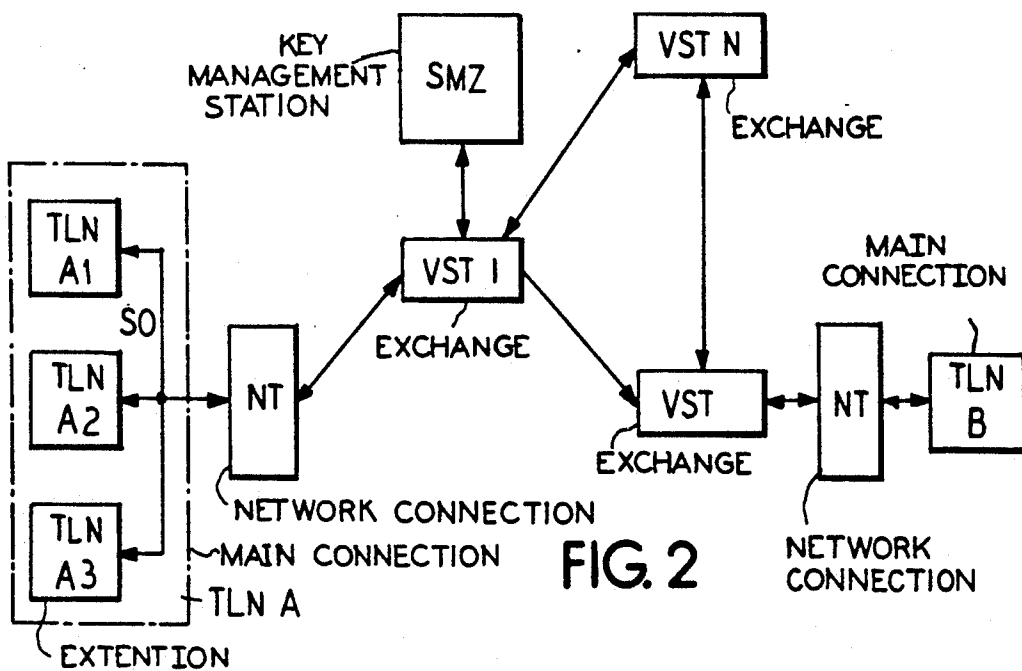 KEY
MANAGEMENT
STATION
SMZ
VST N
EXCHANGE
TLN
A1
SO
TLN
A2
TLN
A3
NT
VST 1
EXCHANGE
MAIN
CONNECTION
VST
EXCHANGE
NT
TLN
B
NETWORK CONNECTION
MAIN CONNECTION
TLN A
EXTENTION
FIG. 2
NETWORK
CONNECTION